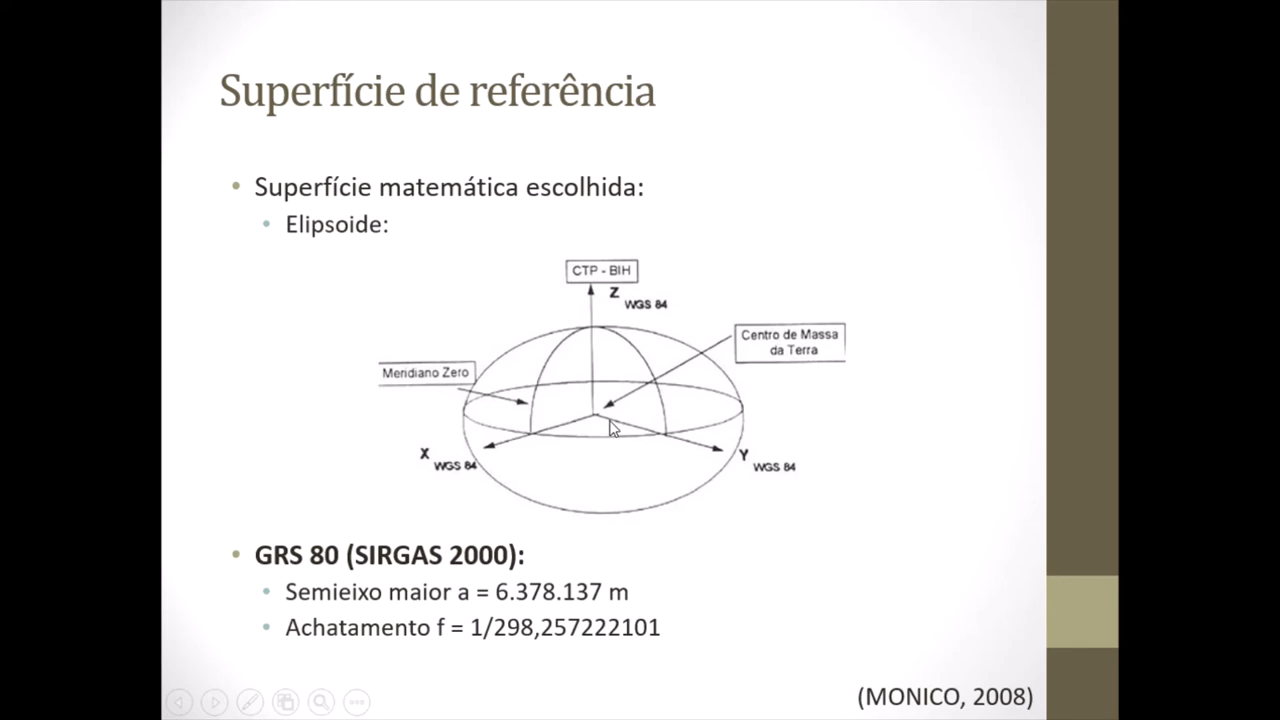 Superfície de referência
• Superfície matemática escolhida:
• Elipsoide:
CTP - BIH
Z WGS 84
Centro de Massa
da Terra
Meridiano Zero
X WGS 84
Y WGS 84
• GRS 80 (SIRGAS 2000):
• Semieixo maior a = 6.378.137 m
• Achatamento f = 1/298,257222101
(MONICO, 2008)